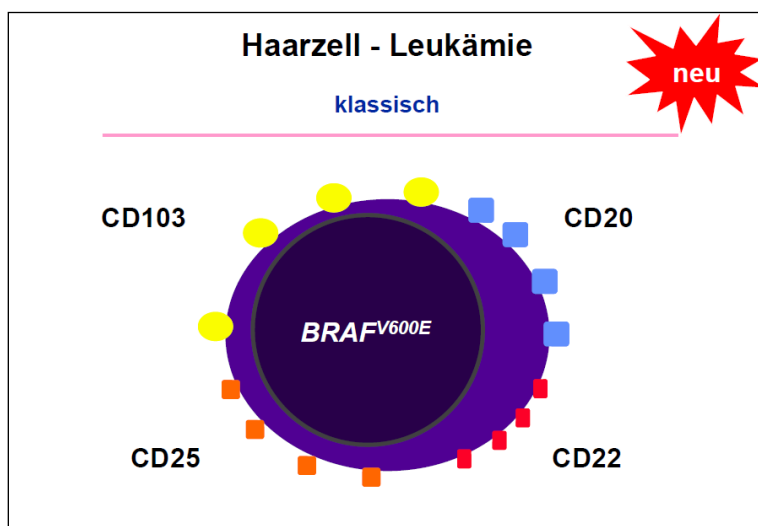 Haarzell - Leukämie
neu
klassisch
CD103
CD20
BRAFV600E
CD25
CD22